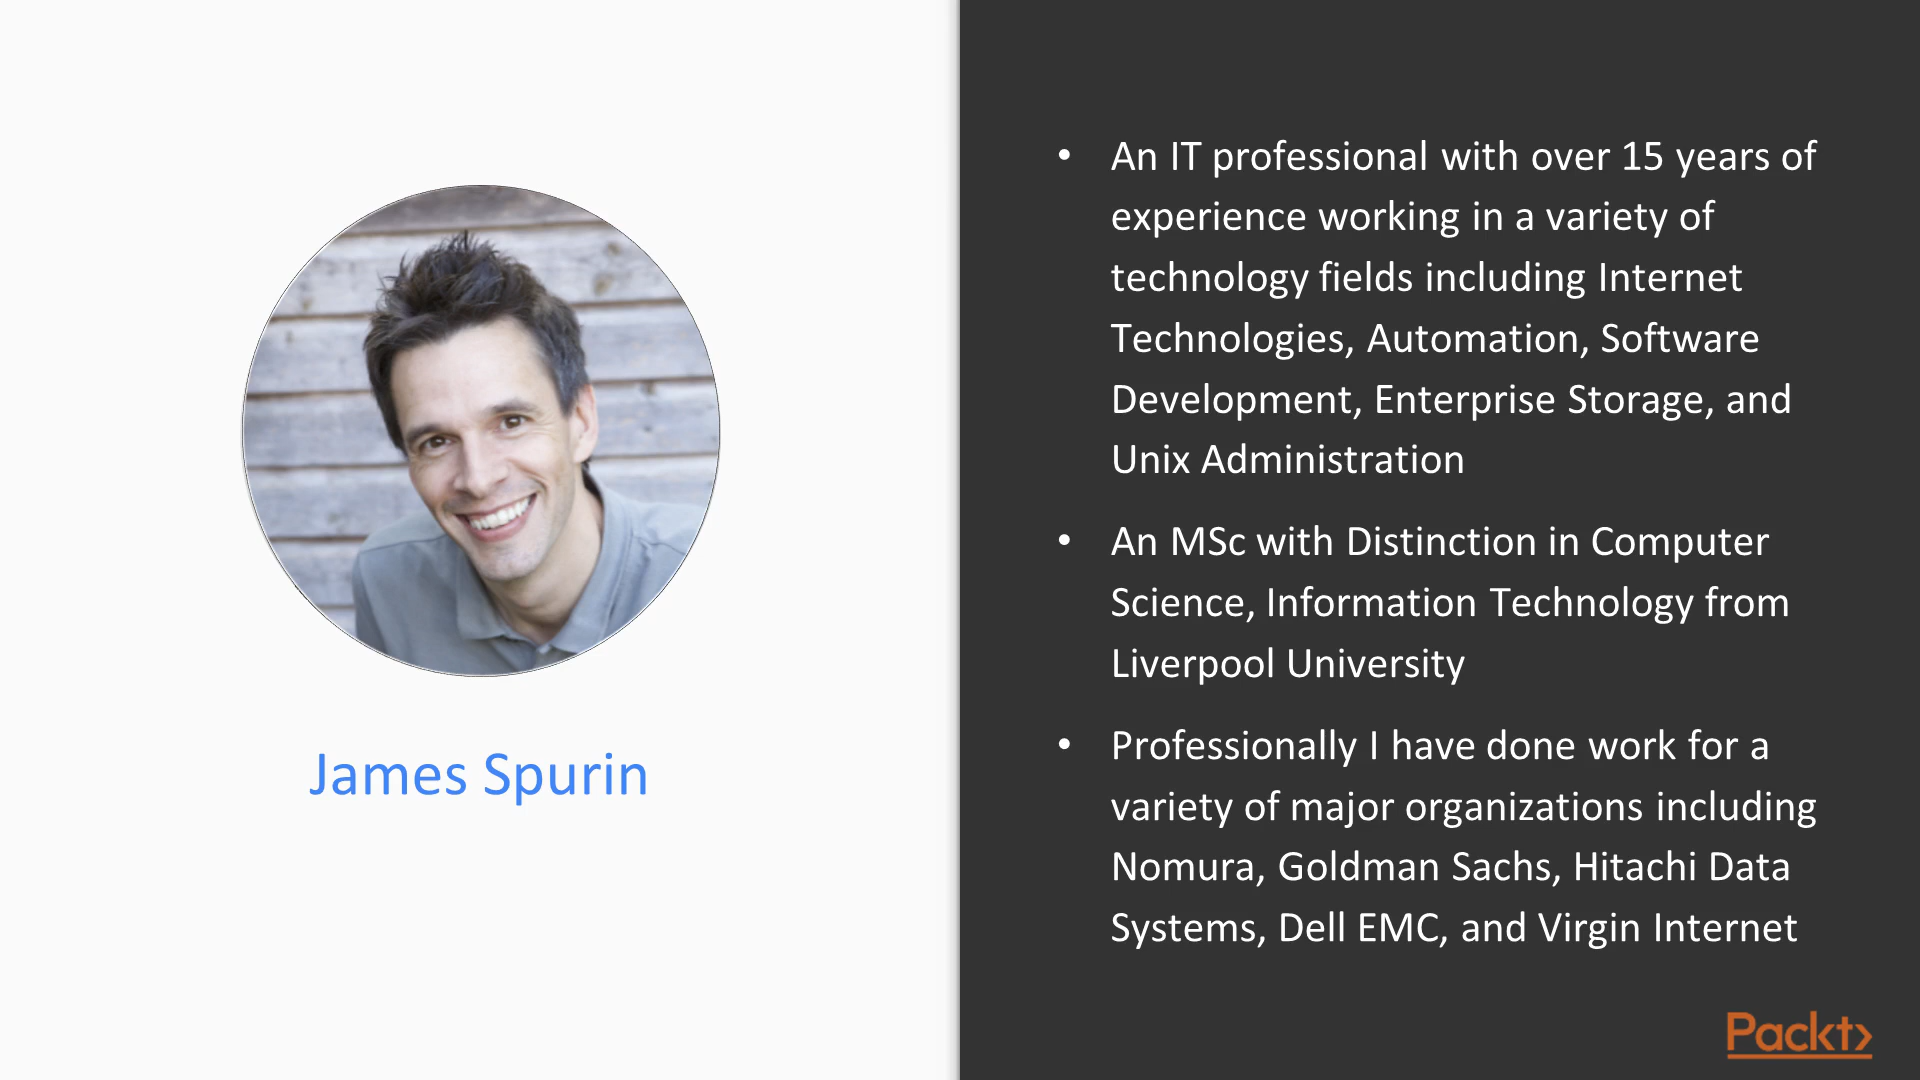 James Spurin
• An IT professional with over 15 years of
experience working in a variety of
technology fields including Internet
Technologies, Automation, Software
Development, Enterprise Storage, and
Unix Administration
• An MSc with Distinction in Computer
Science, Information Technology from
Liverpool University
• Professionally I have done work for a
variety of major organizations including
Nomura, Goldman Sachs, Hitachi Data
Systems, Dell EMC, and Virgin Internet
Packt>